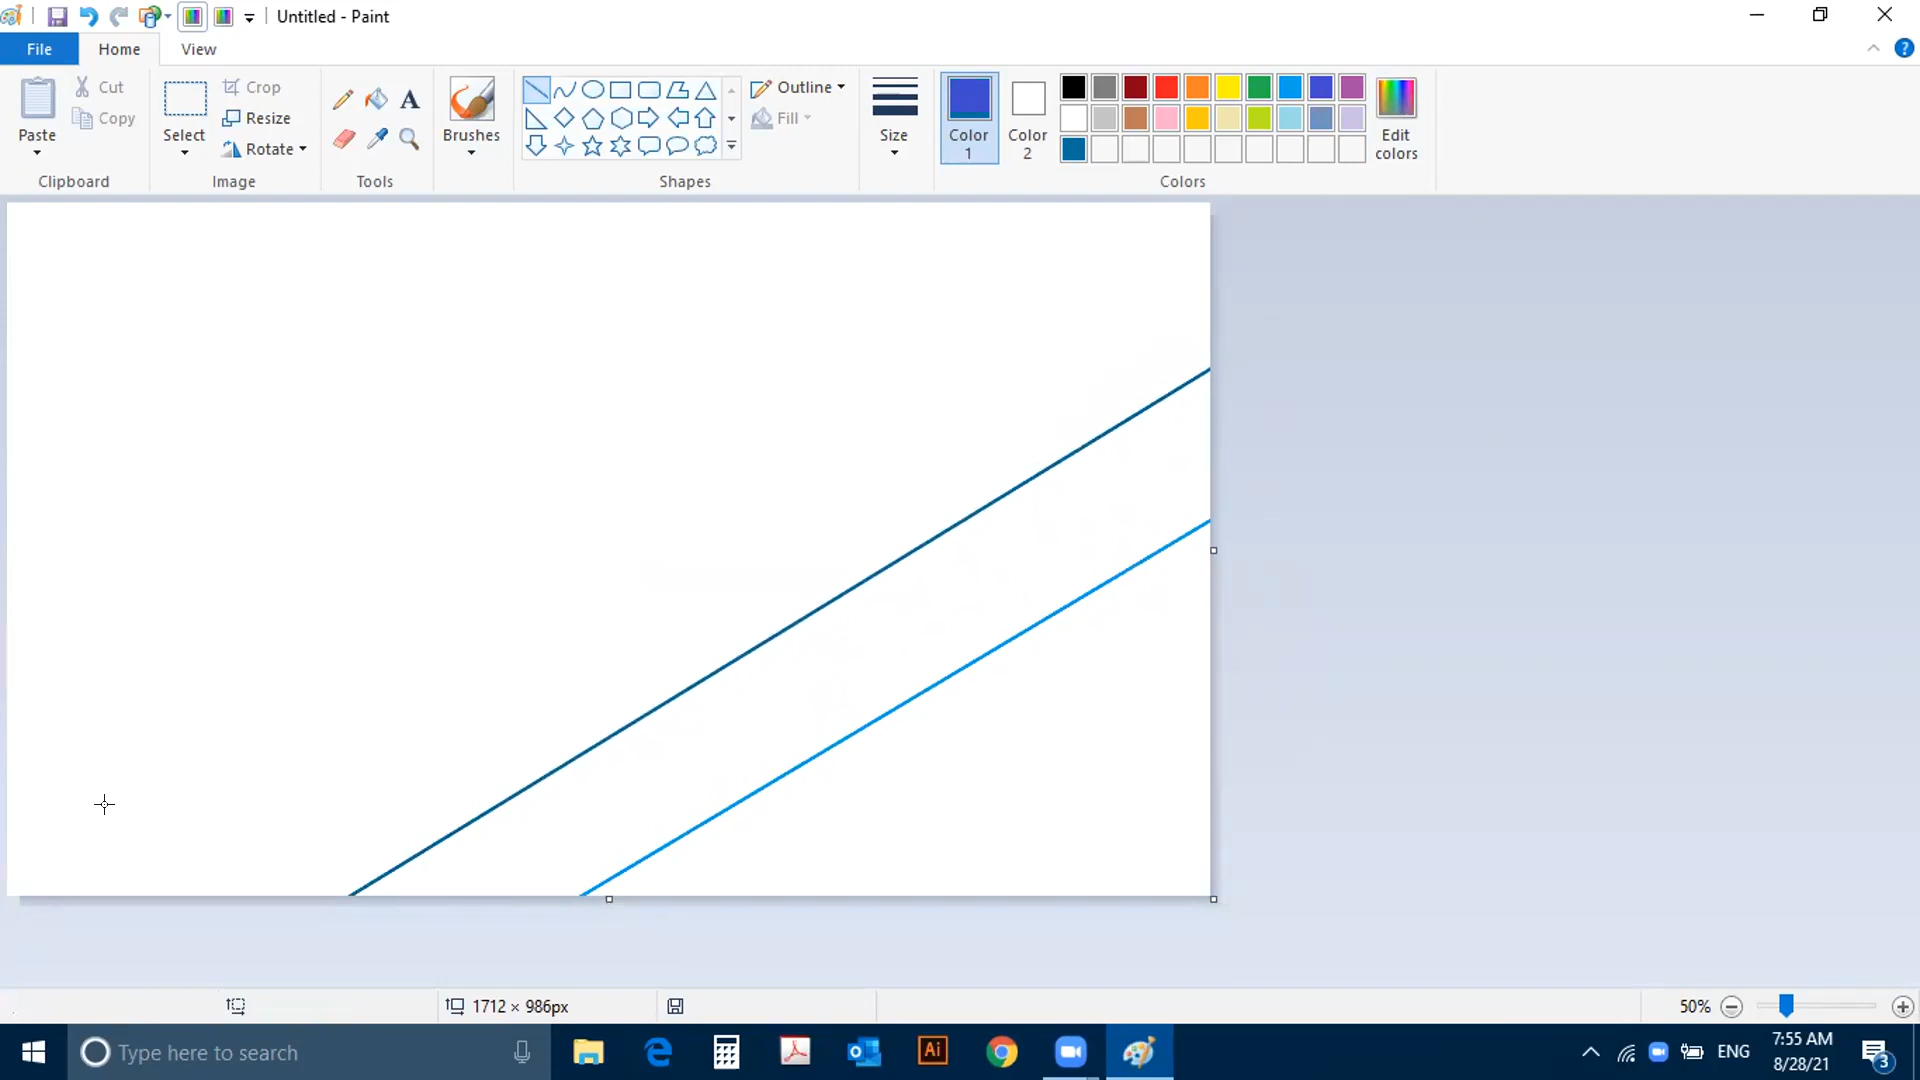 Untitled - Paint
File Home View
Paste
Cut
Copy
Clipboard
Select
Crop
Resize
Rotate
Image
A
Tools
Brushes
Outline
Fill
Shapes
Size
Color 1
Color 2
Edit colors
Colors
1712 × 986px
50%
Type here to search
Ai
ENG
7:55 AM
8/28/21
3